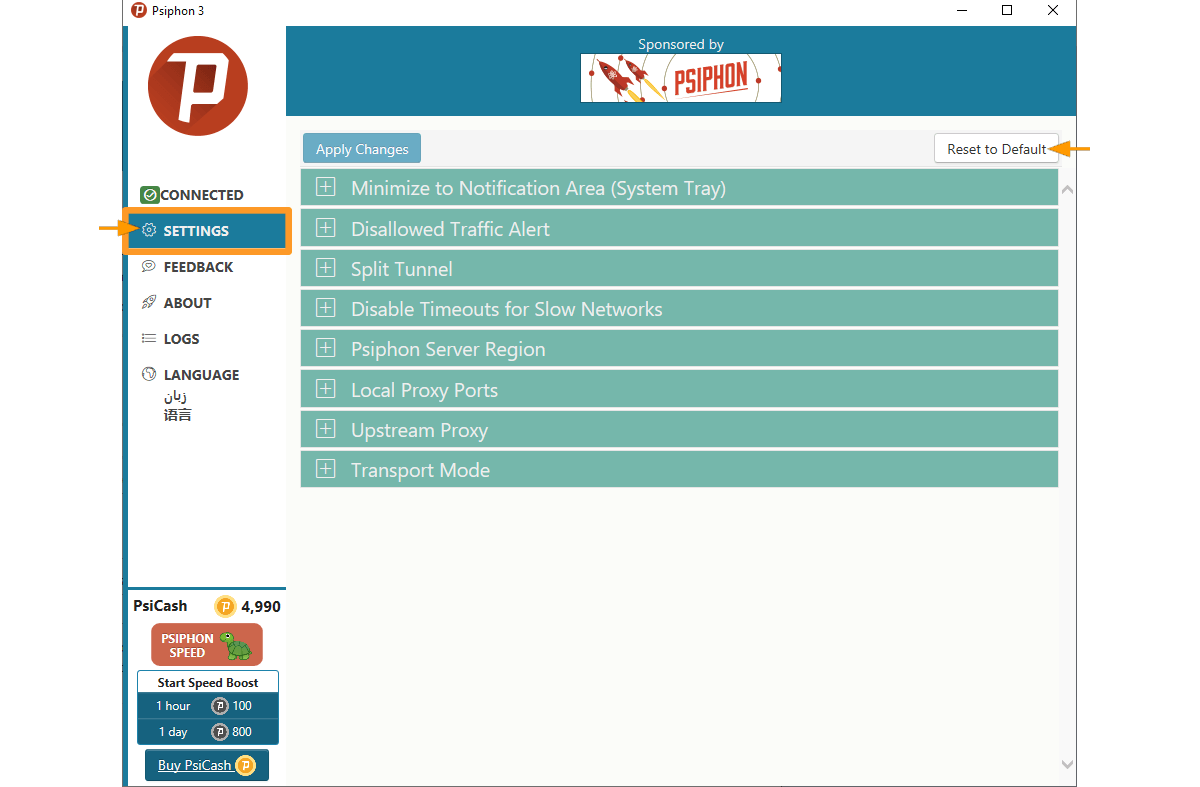 Psiphon 3
Sponsored by
PSIPHON
Apply Changes
Reset to Default
CONNECTED
SETTINGS
FEEDBACK
ABOUT
LOGS
LANGUAGE
زبان
语言
Minimize to Notification Area (System Tray)
Disallowed Traffic Alert
Split Tunnel
Disable Timeouts for Slow Networks
Psiphon Server Region
Local Proxy Ports
Upstream Proxy
Transport Mode
PsiCash 4,990
PSIPHON
SPEED
Start Speed Boost
1 hour 100
1 day 800
Buy PsiCash